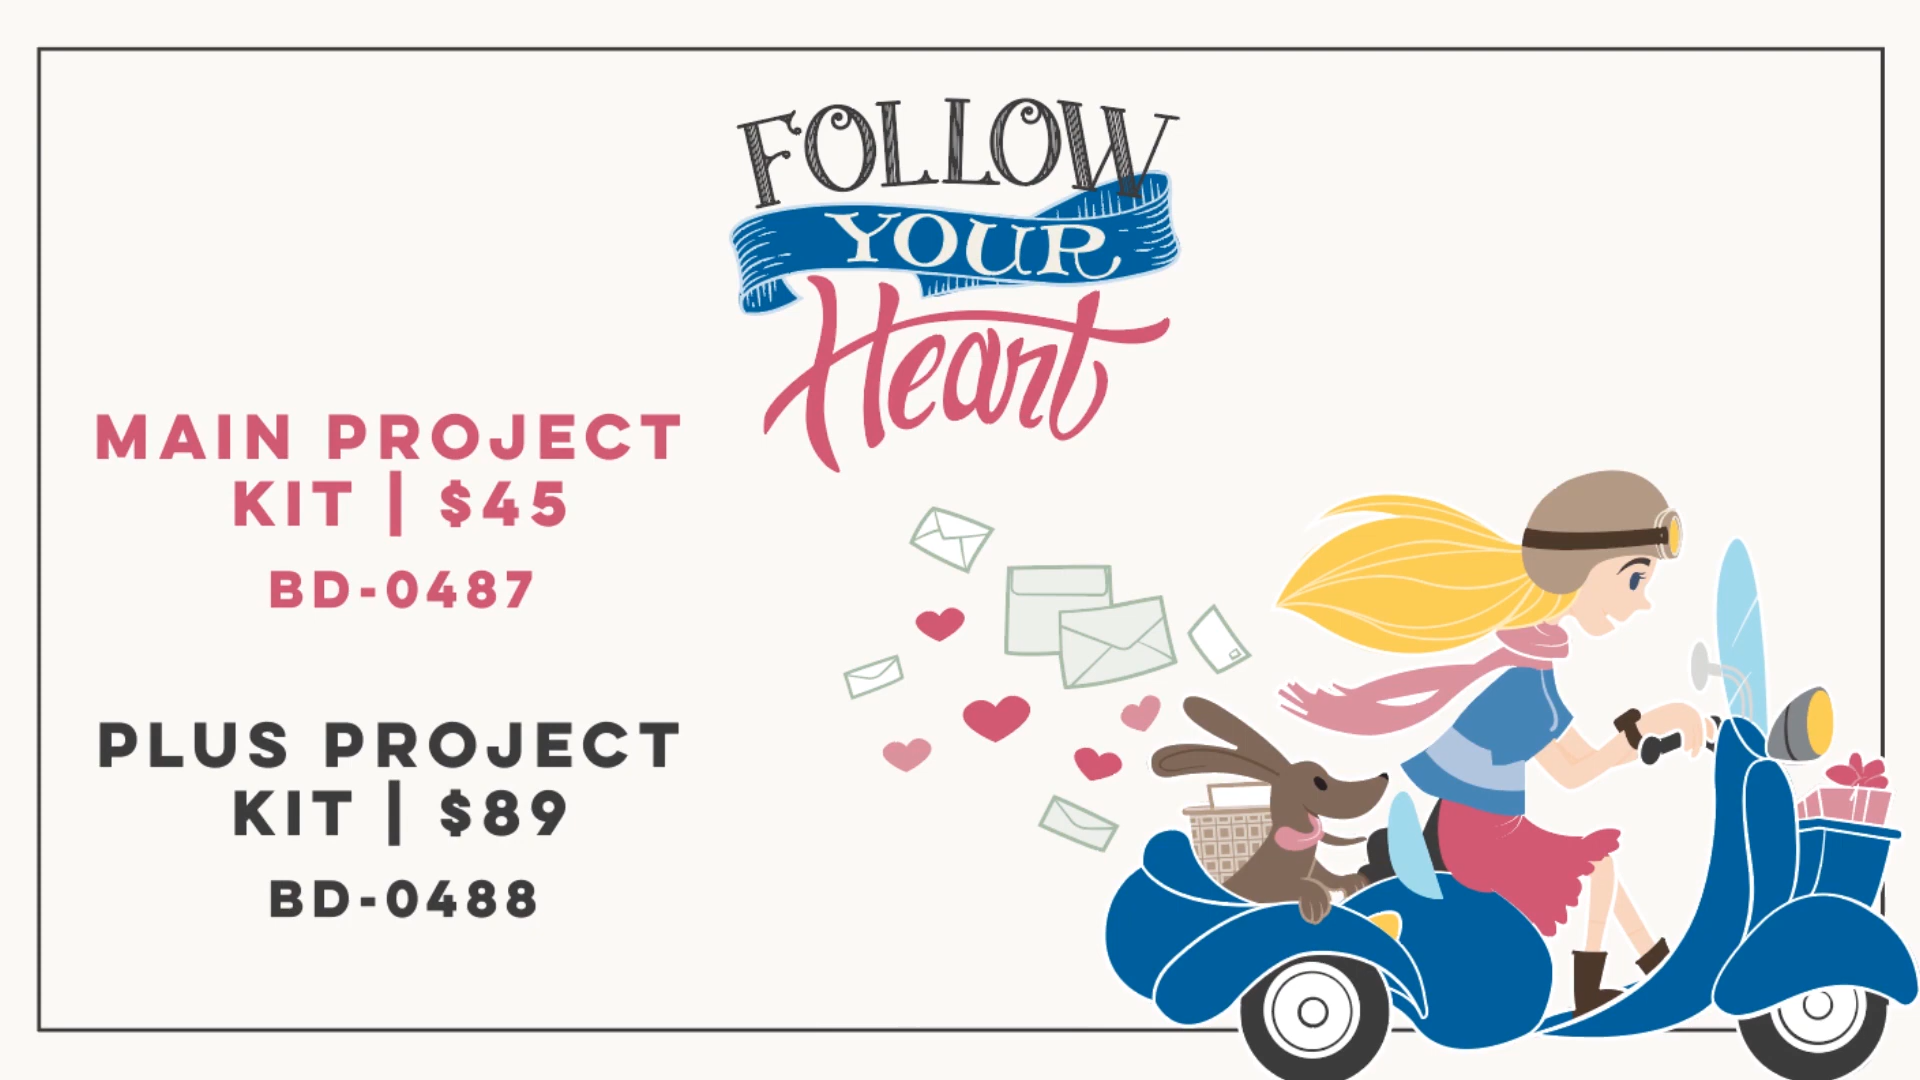 FOLLOW
YOUR
Heart
MAIN PROJECT
KIT | $45
BD-0487
PLUS PROJECT
KIT | $89
BD-0488